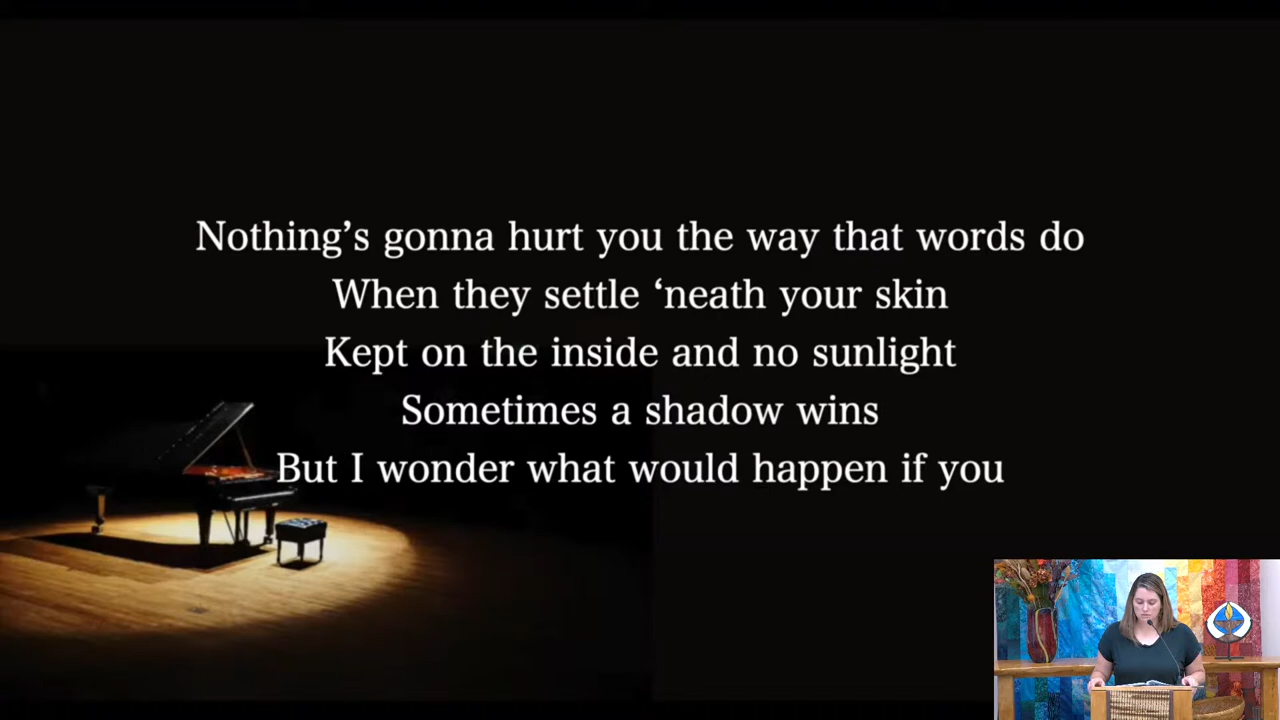 Nothing’s gonna hurt you the way that words do
When they settle ‘neath your skin
Kept on the inside and no sunlight
Sometimes a shadow wins
But I wonder what would happen if you